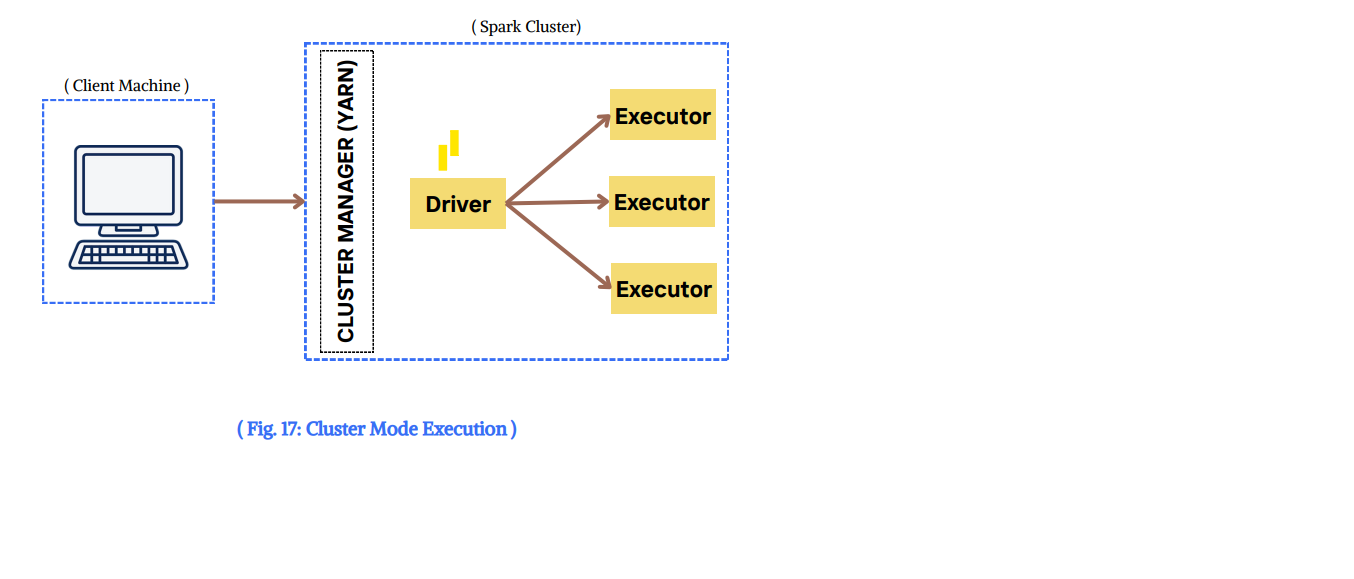 ( Spark Cluster)
( Client Machine )
CLUSTER MANAGER (YARN)
Executor
Executor
Driver
Executor
( Fig. 17: Cluster Mode Execution )